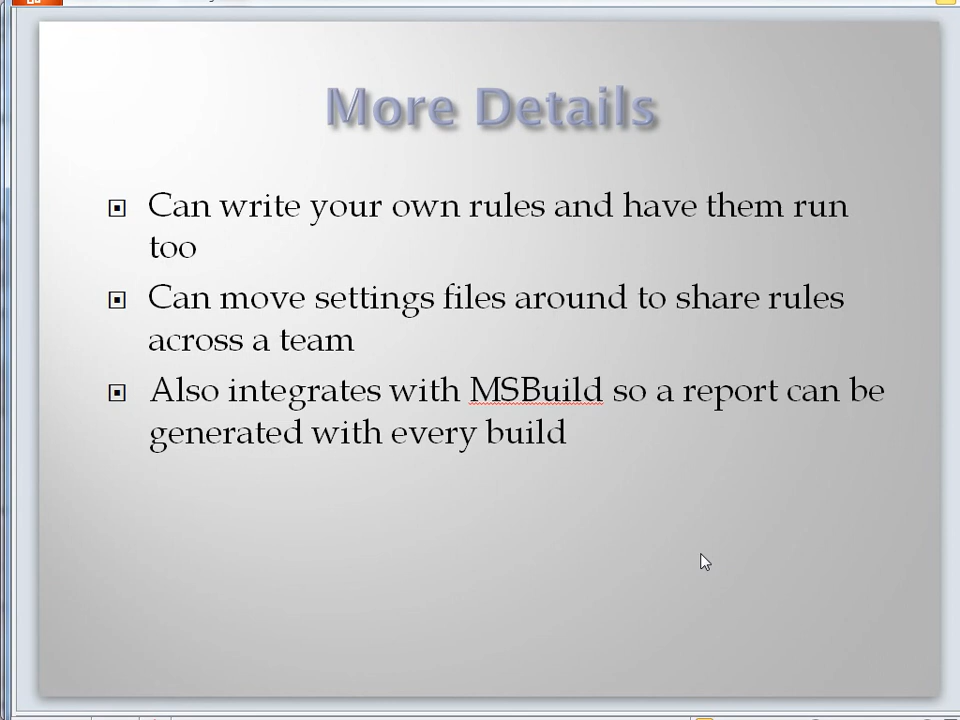 More Details
Can write your own rules and have them run
too
Can move settings files around to share rules
across a team
Also integrates with MSBuild so a report can be
generated with every build